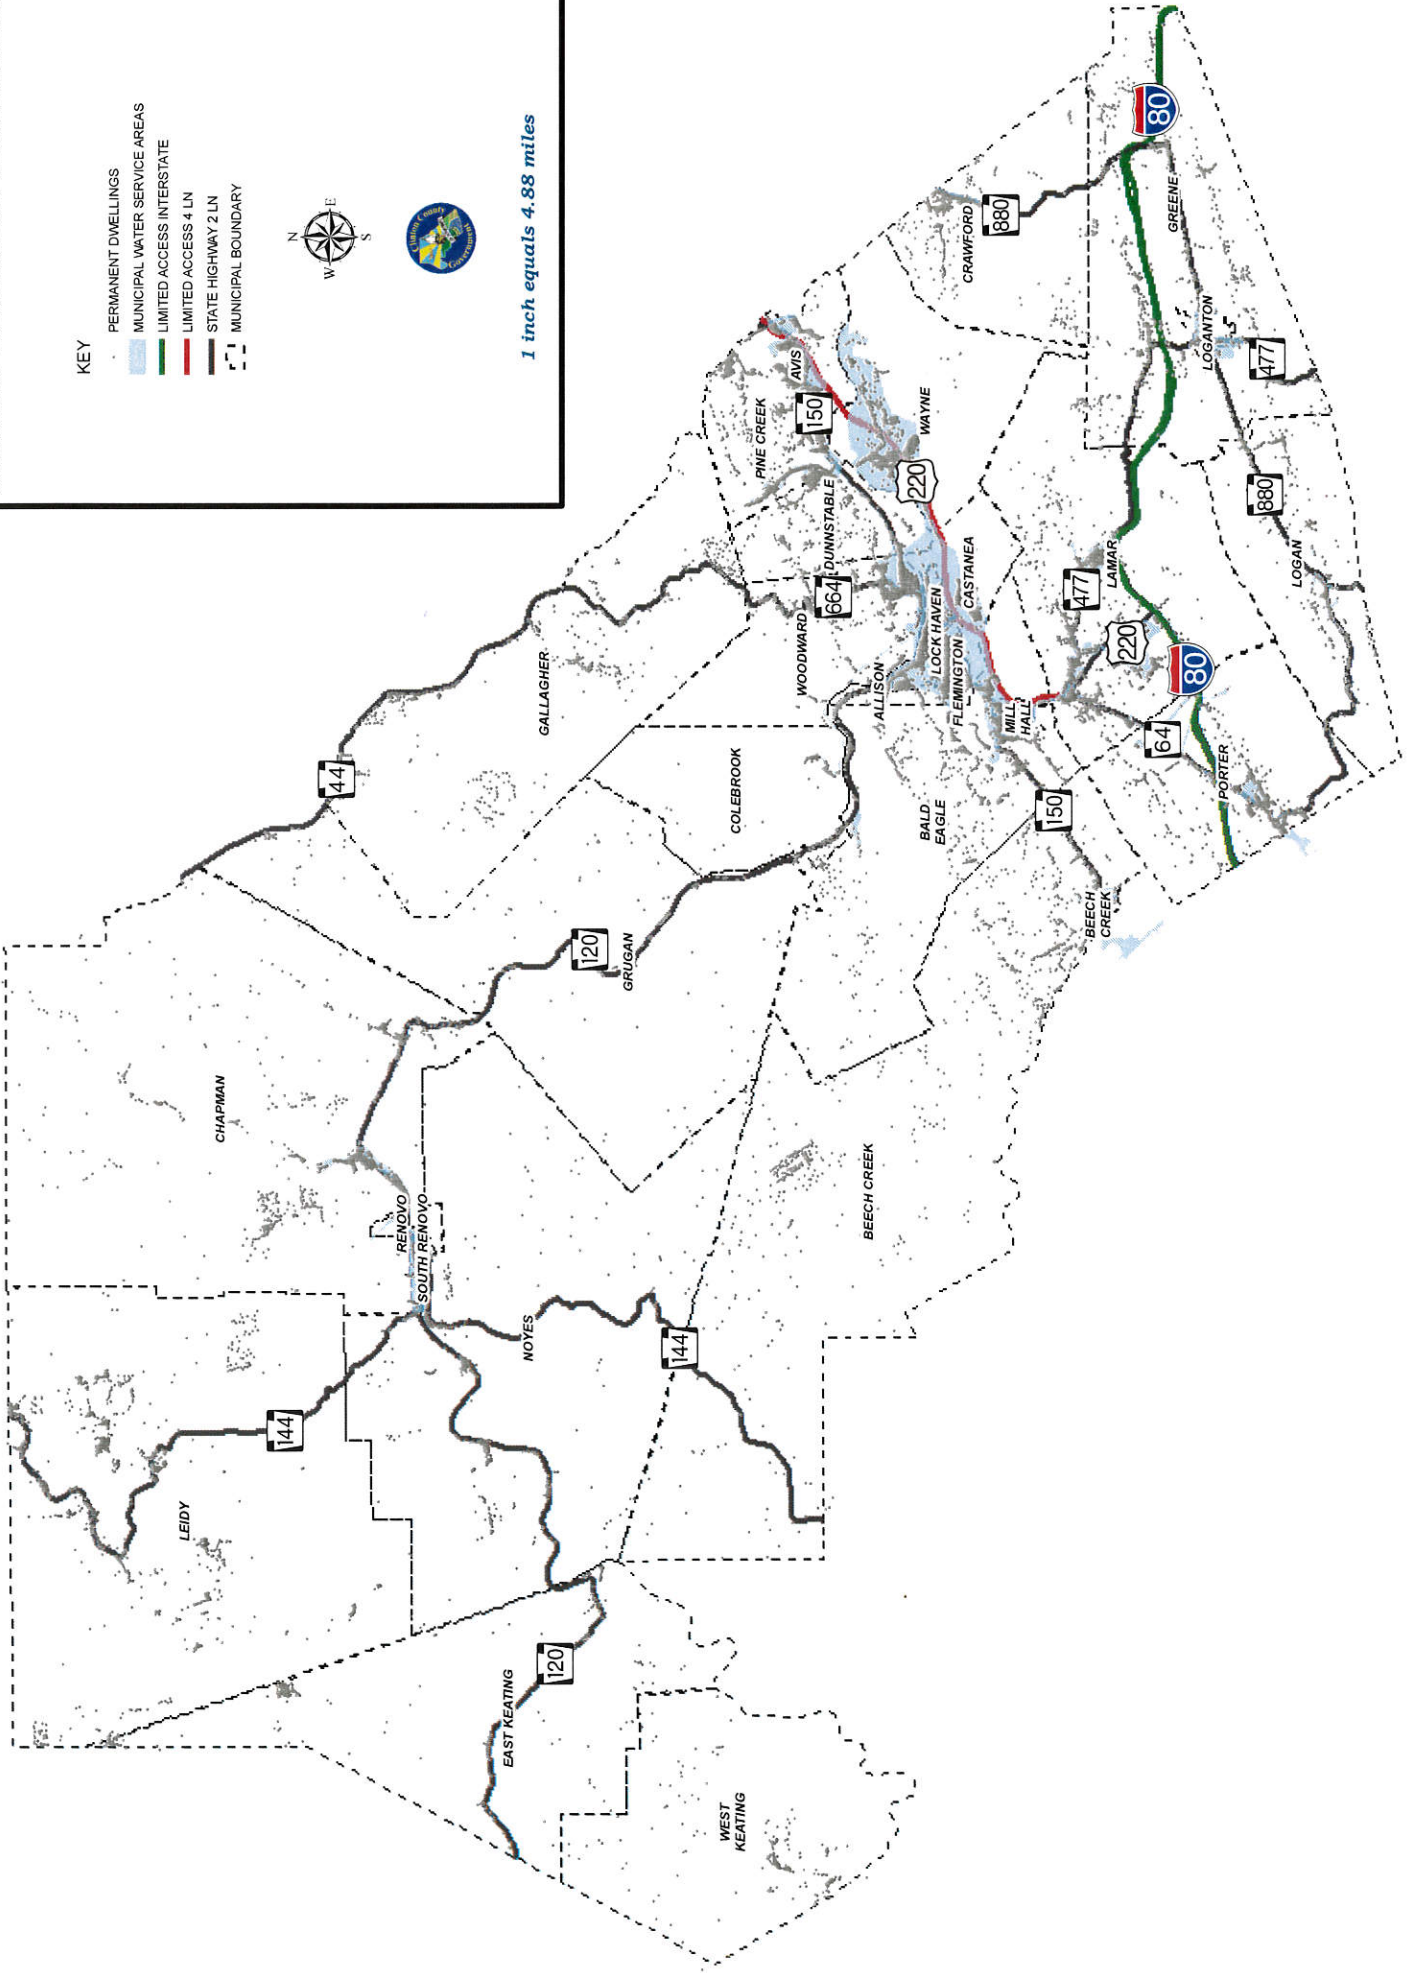 KEY
PERMANENT DWELLINGS
MUNICIPAL WATER SERVICE AREAS
LIMITED ACCESS INTERSTATE
LIMITED ACCESS 4 LN
STATE HIGHWAY 2 LN
MUNICIPAL BOUNDARY
N
W
E
S
Clinton County
Government
1 inch equals 4.88 miles
LEIDY
144
CHAPMAN
RENOVO
SOUTH RENOVO
NOYES
144
EAST KEATING
120
WEST
KEATING
BEECH CREEK
GRUGAN
120
44
GALLAGHER
COLEBROOK
WOODWARD
664
DUNNSTABLE
PINE CREEK
150
AVIS
WAYNE
220
ALLISON
LOCK HAVEN
FLEMINGTON
CASTANEA
MILL
HALL
BALD
EAGLE
150
BEECH
CREEK
CRAWFORD
880
80
GREENE
LOGANTON
477
LAMAR
477
220
80
64
PORTER
880
LOGAN